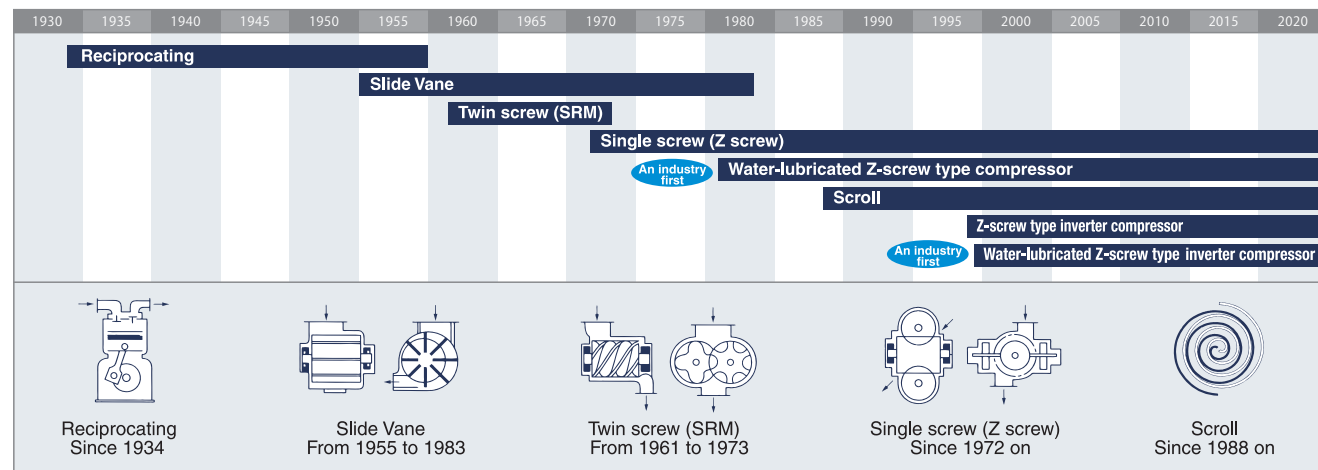 1930 1935 1940 1945 1950 1955 1960 1965 1970 1975 1980 1985 1990 1995 2000 2005 2010 2015 2020
Reciprocating
Slide Vane
Twin screw (SRM)
Single screw (Z screw)
An industry
first
Water-lubricated Z-screw type compressor
Scroll
Z-screw type inverter compressor
An industry
first
Water-lubricated Z-screw type inverter compressor
Reciprocating
Since 1934
Slide Vane
From 1955 to 1983
Twin screw (SRM)
From 1961 to 1973
Single screw (Z screw)
Since 1972 on
Scroll
Since 1988 on